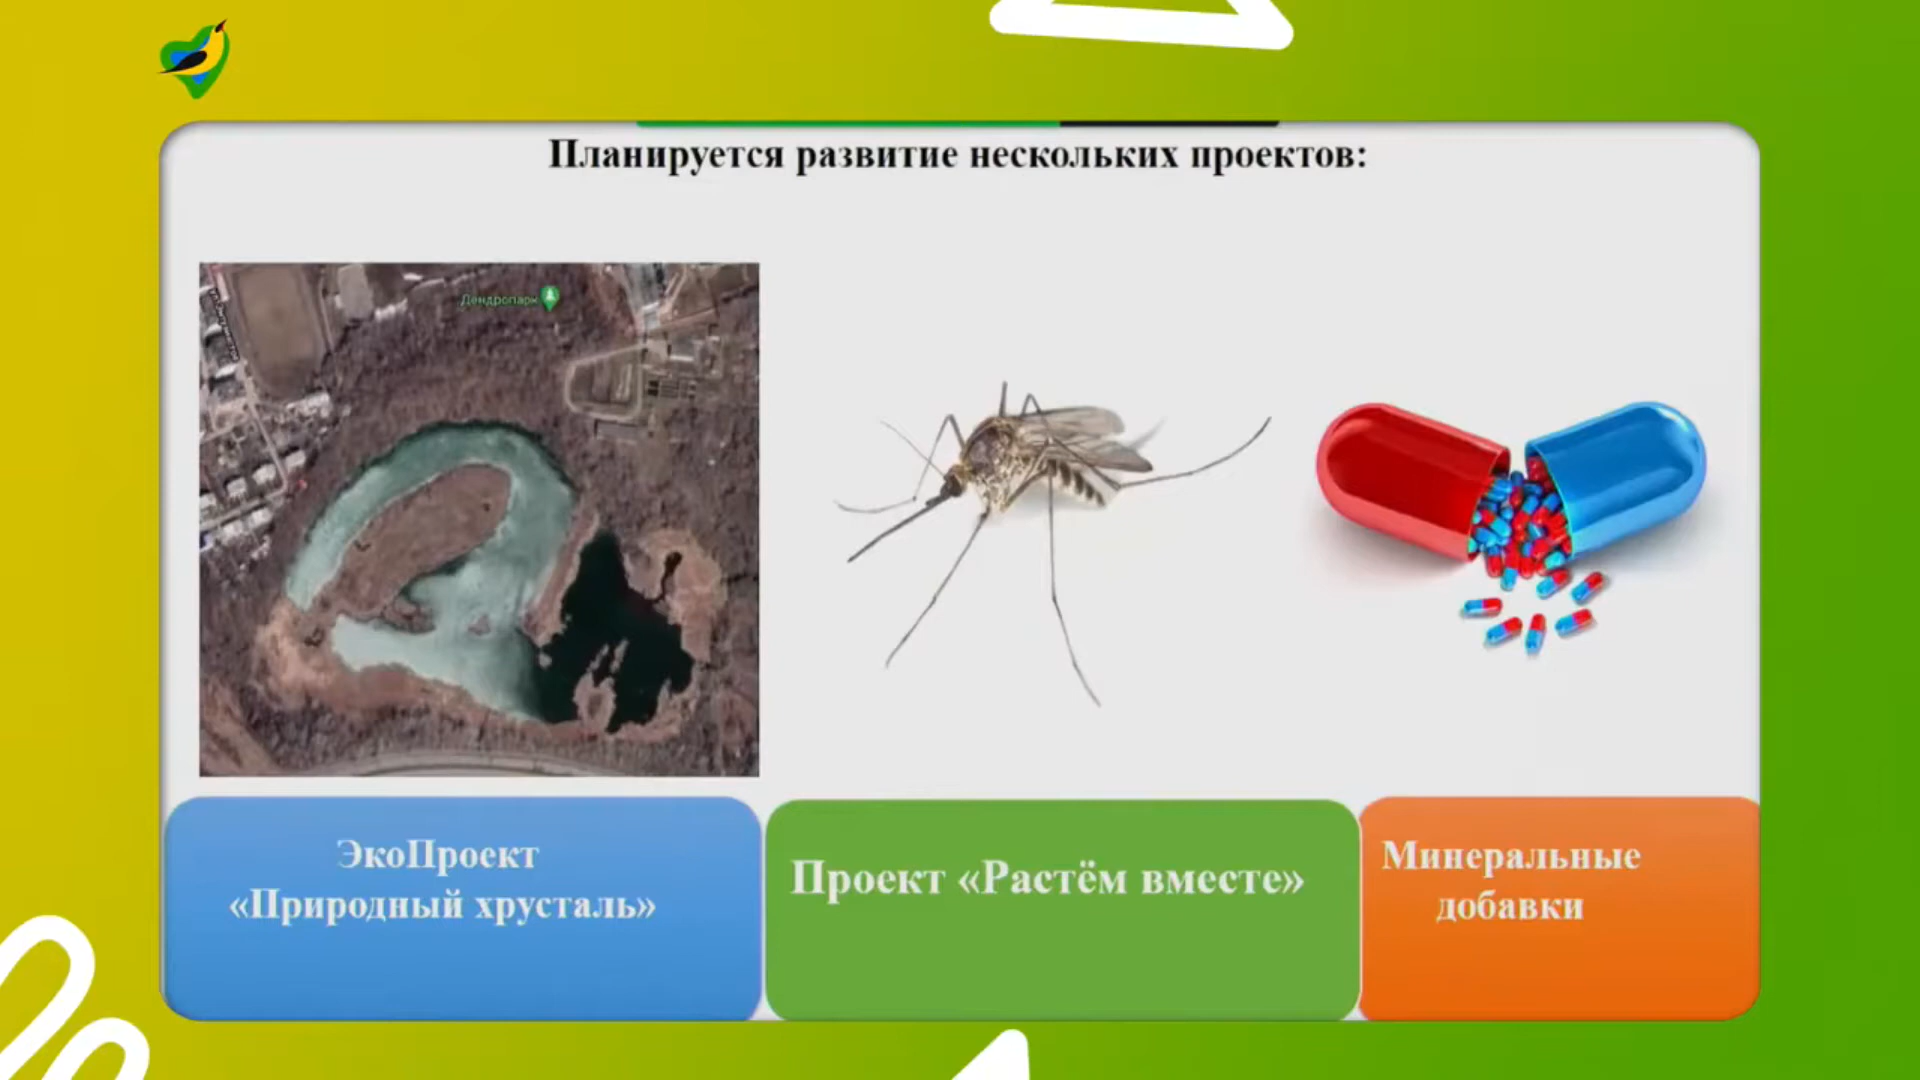 Планируется развитие нескольких проектов:
Дендропарк
ЭкоПроект
«Природный хрусталь»
Проект «Растём вместе»
Минеральные
добавки